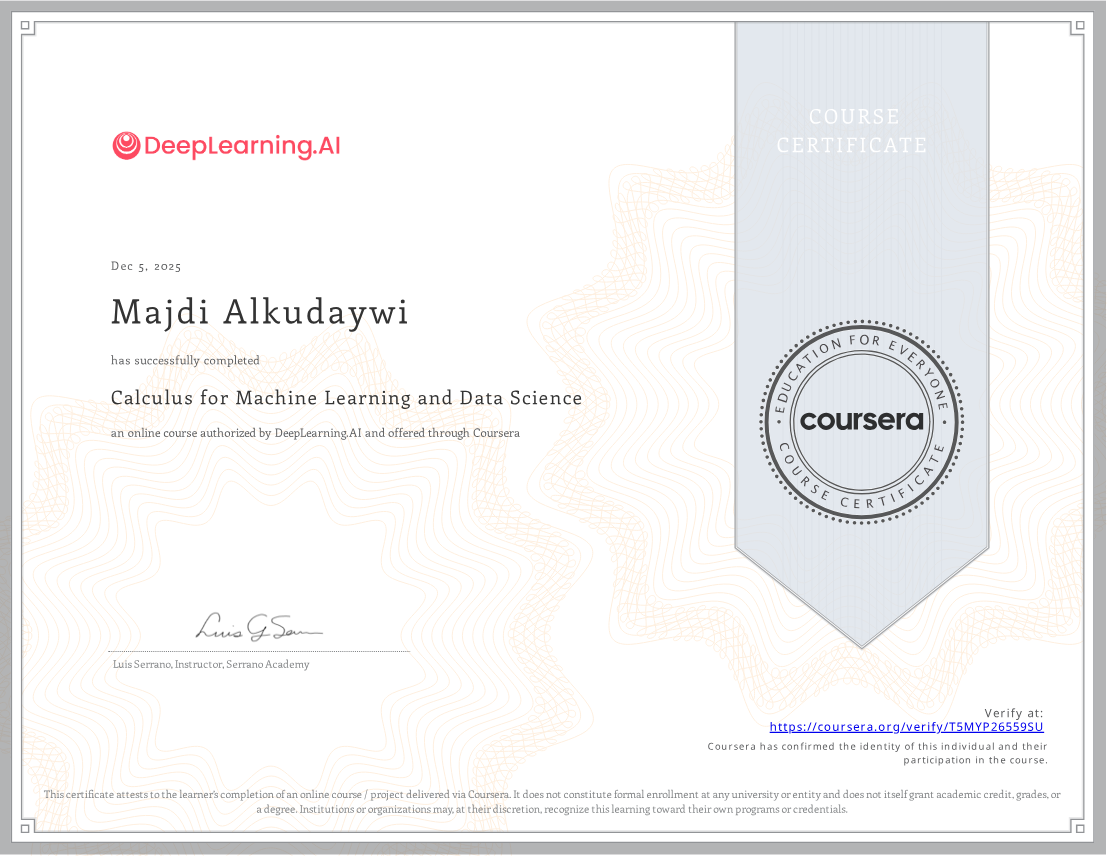 COURSE
CERTIFICATE
DeepLearning.AI
Dec 5, 2025
Majdi Alkudaywi
has successfully completed
Calculus for Machine Learning and Data Science
an online course authorized by DeepLearning.AI and offered through Coursera
EDUCATION FOR EVERYONE
coursera
COURSE CERTIFICATE
Luis G Serrano
Luis Serrano, Instructor, Serrano Academy
Verify at:
https://coursera.org/verify/T5MYP26559SU
Coursera has confirmed the identity of this individual and their
participation in the course.
This certificate attests to the learner's completion of an online course / project delivered via Coursera. It does not constitute formal enrollment at any university or entity and does not itself grant academic credit, grades, or
a degree. Institutions or organizations may, at their discretion, recognize this learning toward their own programs or credentials.